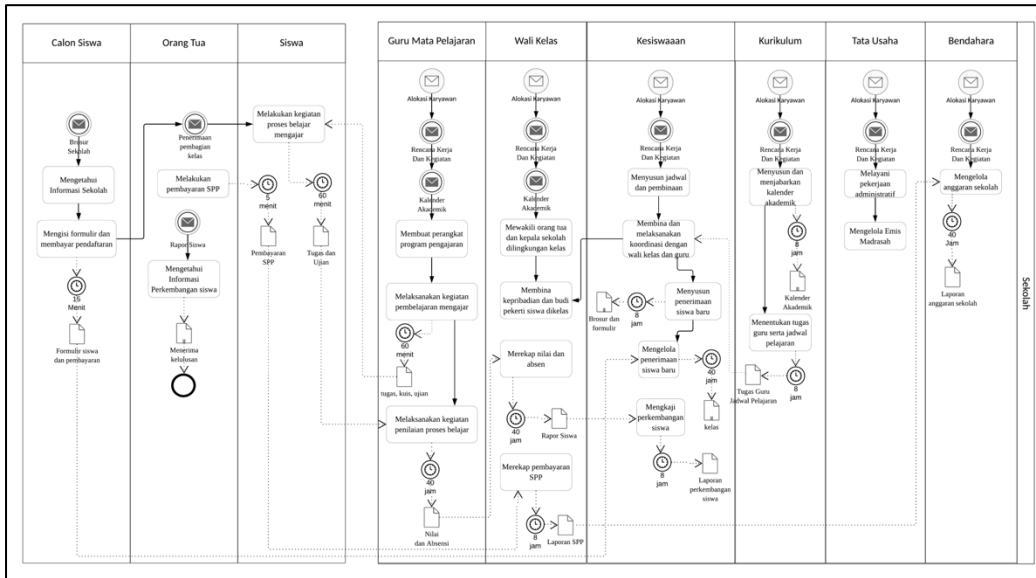 Calon Siswa
Orang Tua
Siswa
Guru Mata Pelajaran
Wali Kelas
Kesiswaaan
Kurikulum
Tata Usaha
Bendahara
Sekolah
Brosur
Sekolah
Mengetahui
Informasi Sekolah
Mengisi formulir dan
membayar pendaftaran
15
Menit
Formulir siswa
dan pembayaran
Penerimaan
pembagian
kelas
Melakukan
pembayaran SPP
Rapor Siswa
Mengetahui
Informasi
Perkembangan siswa
Menerima
kelulusan
Melakukan kegiatan
proses belajar
mengajar
5
menit
Pembayaran
SPP
60
menit
Tugas dan
Ujian
Alokasi Karyawan
Rencana Kerja
Dan Kegiatan
Kalender
Akademik
Membuat perangkat
program pengajaran
Melaksanakan kegiatan
pembelajaran mengajar
60
menit
tugas, kuis, ujian
Melaksanakan kegiatan
penilaian proses belajar
40
jam
Nilai
dan Absensi
Alokasi Karyawan
Rencana Kerja
Dan Kegiatan
Kalender
Akademik
Mewakili orang tua
dan kepala sekolah
dilingkungan kelas
Membina
kepribadian dan budi
pekerti siswa dikelas
Merekap nilai dan
absen
40
jam
Rapor Siswa
Merekap pembayaran
SPP
8
jam
Laporan SPP
Alokasi Karyawan
Rencana Kerja
Dan Kegiatan
Menyusun jadwal
dan pembinaan
Membina dan
melaksanakan
koordinasi dengan
wali kelas dan guru
Menyusun
penerimaan
siswa baru
8
jam
Brosur dan
formulir
Mengelola
penerimaan
siswa baru
40
jam
kelas
Mengkaji
perkembangan
siswa
8
jam
Laporan
perkembangan
siswa
Alokasi Karyawan
Rencana Kerja
Dan Kegiatan
Menyusun dan
menjabarkan
kalender
akademik
8
jam
Kalender
Akademik
Menentukan tugas
guru serta jadwal
pelajaran
8
jam
Tugas Guru
Jadwal Pelajaran
Alokasi Karyawan
Rencana Kerja
Dan Kegiatan
Melayani
pekerjaan
administratif
Mengelola Emis
Madrasah
Alokasi Karyawan
Rencana Kerja
Dan Kegiatan
Mengelola
anggaran sekolah
40
Jam
Laporan
anggaran sekolah